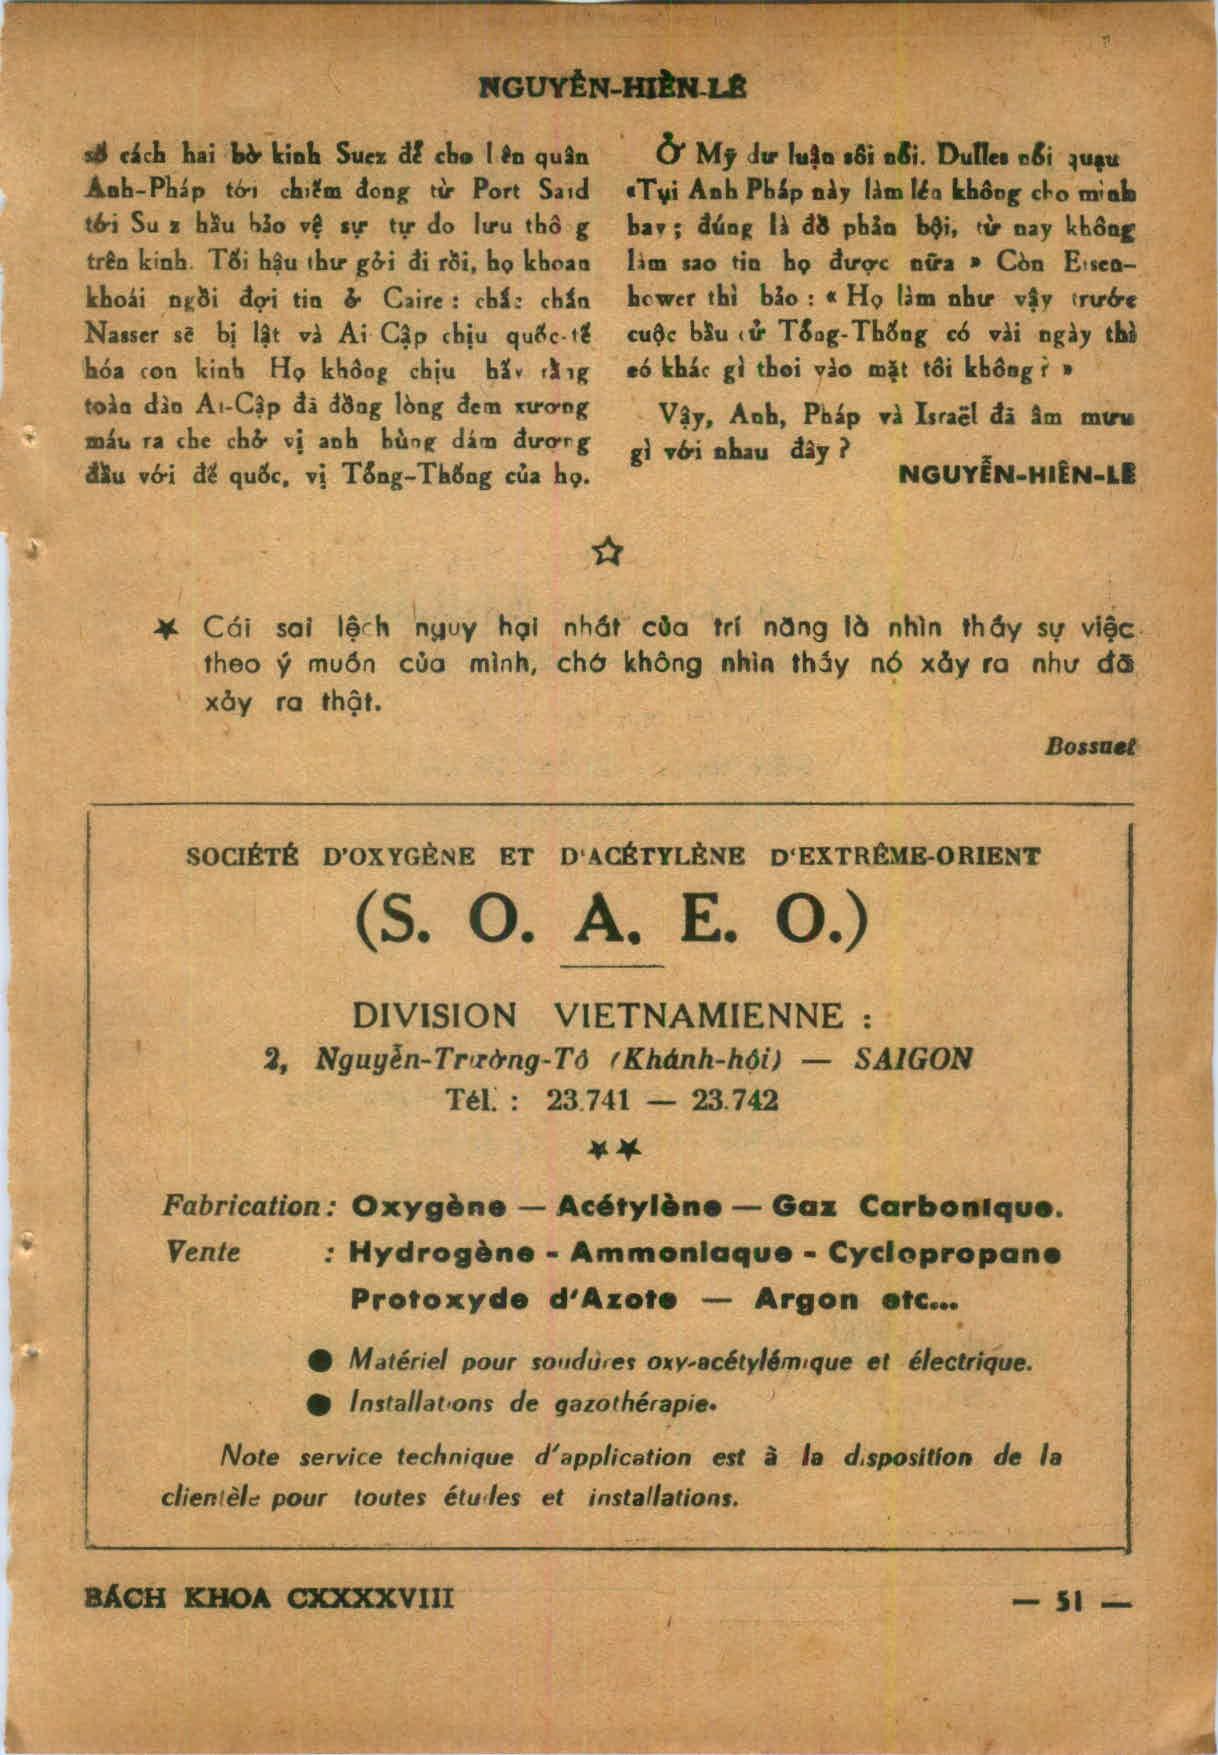 NGUYỄN-HIẾN-LÊ
số cách hai bờ kinh Suez để cho liên quân
Anh-Pháp tới chiếm đóng từ Port Said
tới Suez hầu bảo vệ sự tự do lưu thông
trên kinh. Tối hậu thư gởi đi rồi, họ khoan
khoái ngồi đợi tin ở Caire : chắc chắn
Nasser sẽ bị lật và Ai-Cập chịu quốc-tế
hóa con kinh Họ không chịu hay rằng
toàn dân Ai-Cập đã đồng lòng đem xương
máu ra che chở vị anh hùng dám đương
đầu với đế quốc, vị Tổng-Thống của họ.
Ở Mỹ dư luận sôi nổi. Dulles nổi quạu
«Tụi Anh Pháp này làm lén không cho mình
hay ; đúng là đồ phản bội, từ nay không
làm sao tin họ được nữa » Còn Eisen-
hower thì bảo : « Họ làm như vậy trước
cuộc bầu cử Tổng-Thống có vài ngày thì
có khác gì thoi vào mặt tôi không ? »
Vậy, Anh, Pháp và Israël đã âm mưu
gì với nhau đây ?
NGUYỄN-HIẾN-LÊ
Cái sai lệch nguy hại nhất của trí năng là nhìn thấy sự việc
theo ý muốn của mình, chớ không nhìn thấy nó xảy ra như đã
xảy ra thật.
Bossuet
SOCIÉTÉ D'OXYGÈNE ET D'ACÉTYLÈNE D'EXTRÊME-ORIENT
(S. O. A. E. O.)
DIVISION VIETNAMIENNE :
2, Nguyễn-Trường-Tô (Khánh-hội) — SAIGON
Tél. : 23.741 — 23.742
Fabrication : Oxygène — Acétylène — Gaz Carbonique.
Vente : Hydrogène - Ammoniaque - Cyclopropane
Protoxyde d'Azote — Argon etc...
● Matériel pour soudures oxy-acétylémique et électrique.
● Installations de gazothérapie.
Note service technique d'application est à la disposition de la
clientèle pour toutes études et installations.
BÁCH KHOA CXXXXVIII
— 51 —